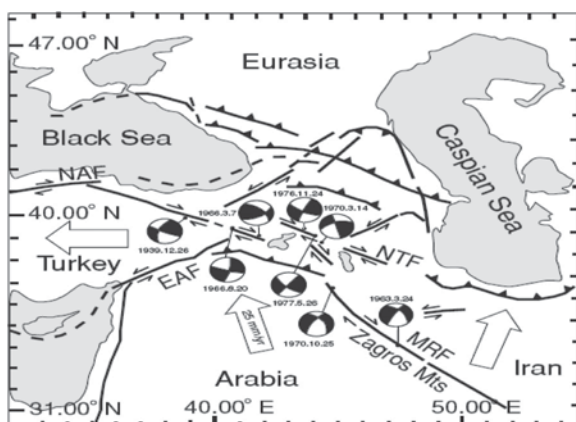 47.00° N
Eurasia
Black Sea
Caspian Sea
NAF
1976.11.24
1966.3.7
1970.3.14
40.00° N
1939.12.26
Turkey
EAF
NTF
1966.8.20
1977.5.26
1963.3.24
25 mm/yr
1970.10.25
MRF
Zagros Mts
Iran
Arabia
31.00° N
40.00° E
50.00° E